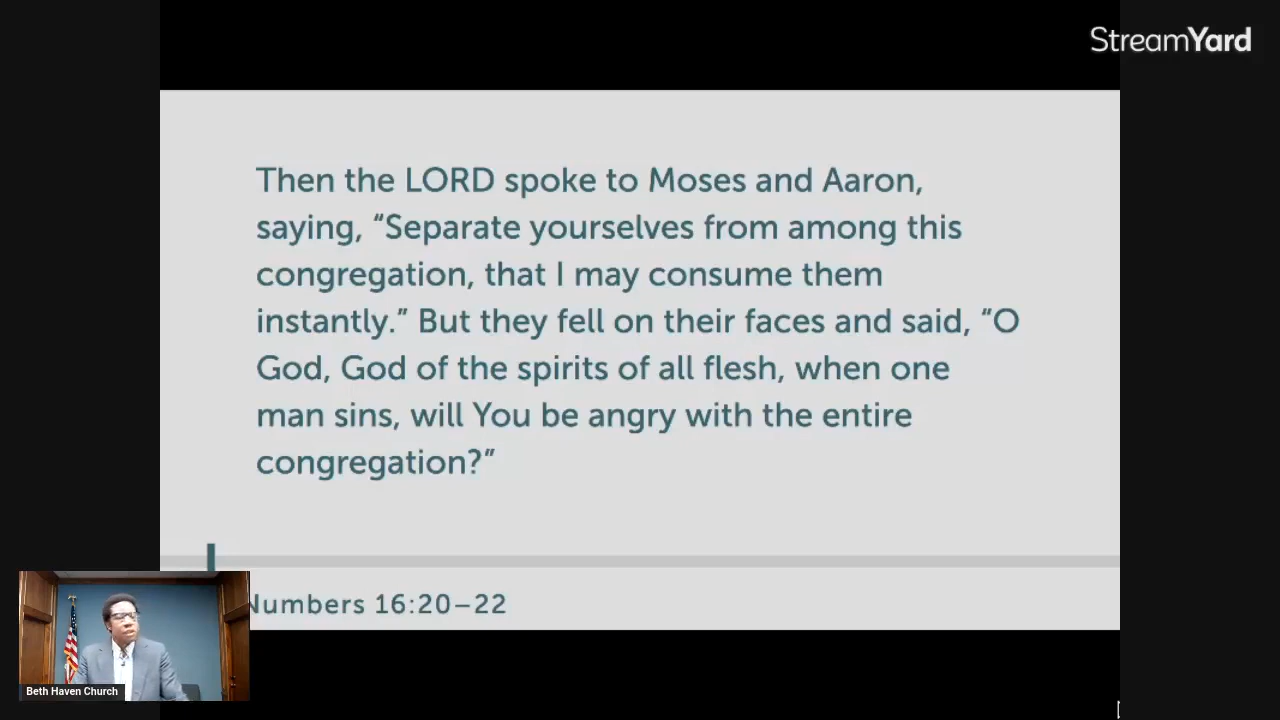 StreamYard
Then the LORD spoke to Moses and Aaron,
saying, “Separate yourselves from among this
congregation, that I may consume them
instantly.” But they fell on their faces and said, “O
God, God of the spirits of all flesh, when one
man sins, will You be angry with the entire
congregation?”
Numbers 16:20–22
Beth Haven Church